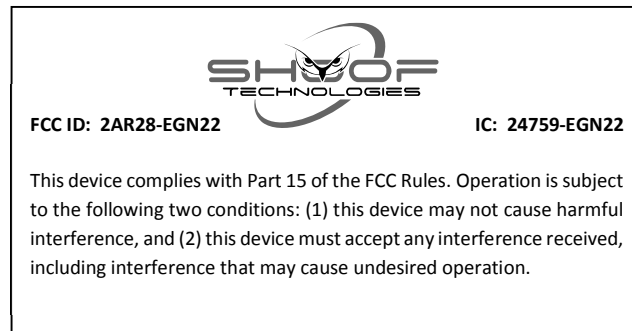 SHOOF
TECHNOLOGIES
FCC ID: 2AR28-EGN22 IC: 24759-EGN22
This device complies with Part 15 of the FCC Rules. Operation is subject
to the following two conditions: (1) this device may not cause harmful
interference, and (2) this device must accept any interference received,
including interference that may cause undesired operation.